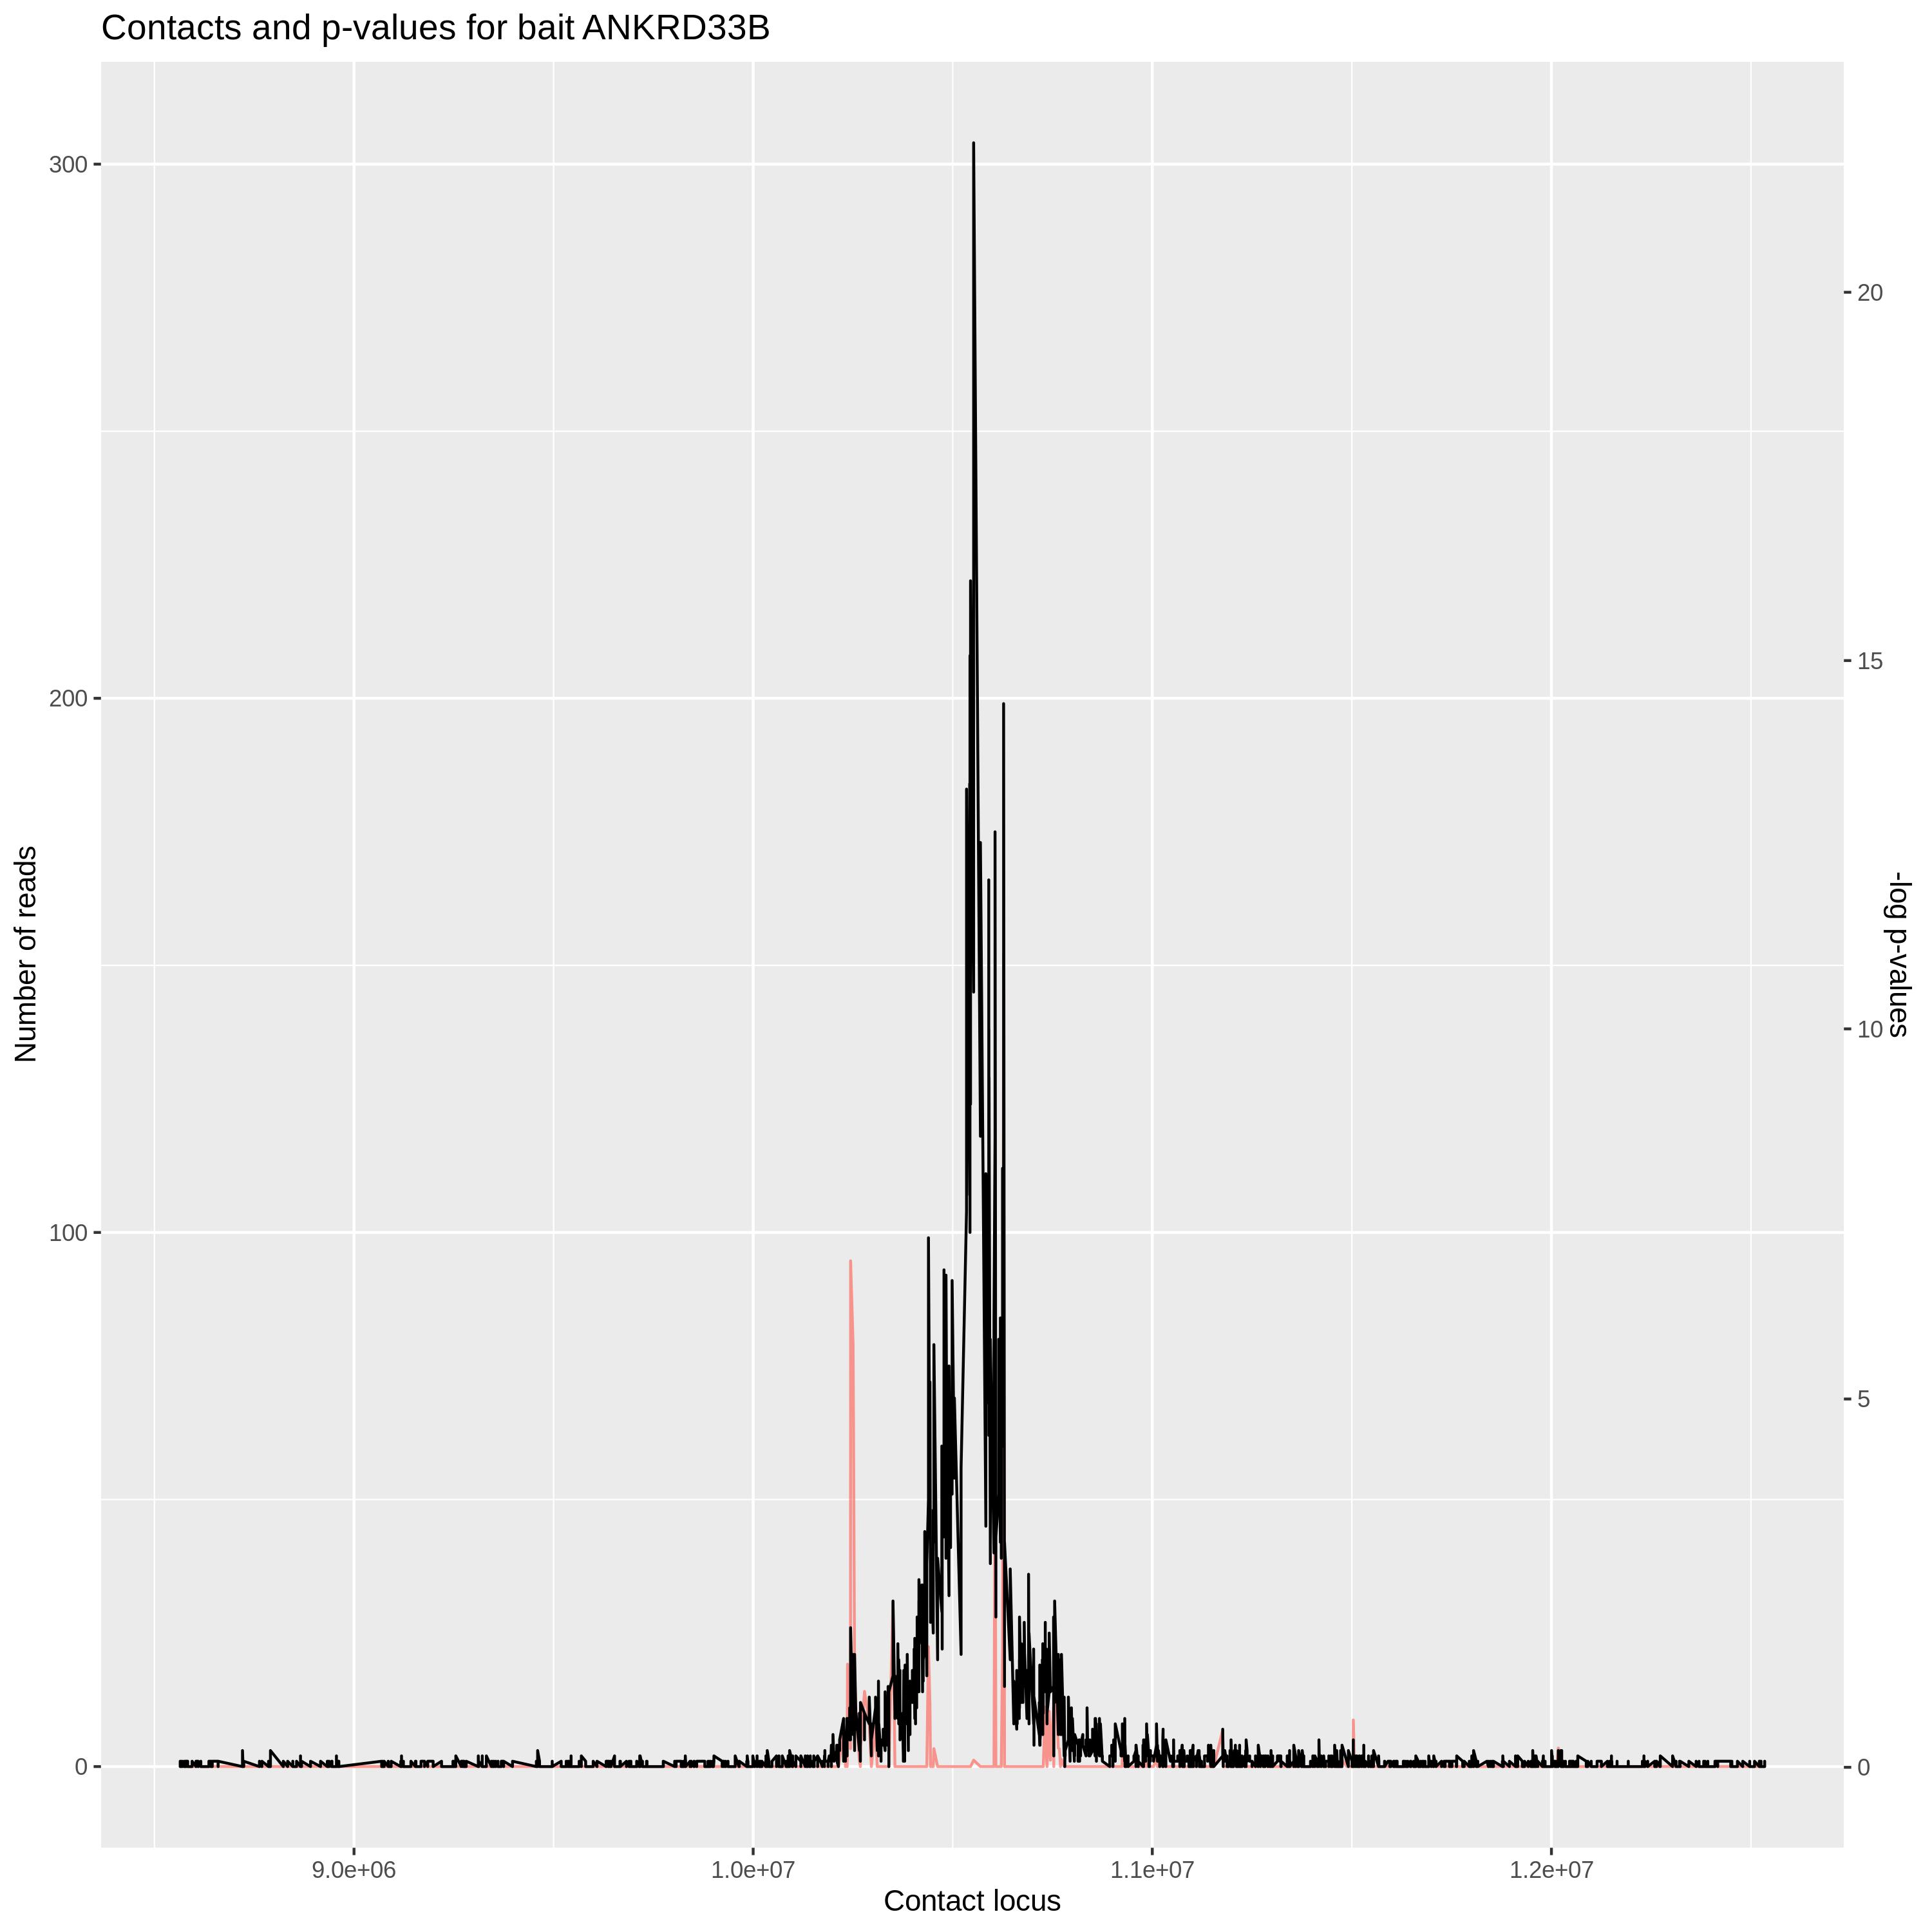 Contacts and p-values for bait ANKRD33B
300
200
100
0
Number of reads
20
15
10
5
0
-log p-values
9.0e+06
1.0e+07
1.1e+07
1.2e+07
Contact locus